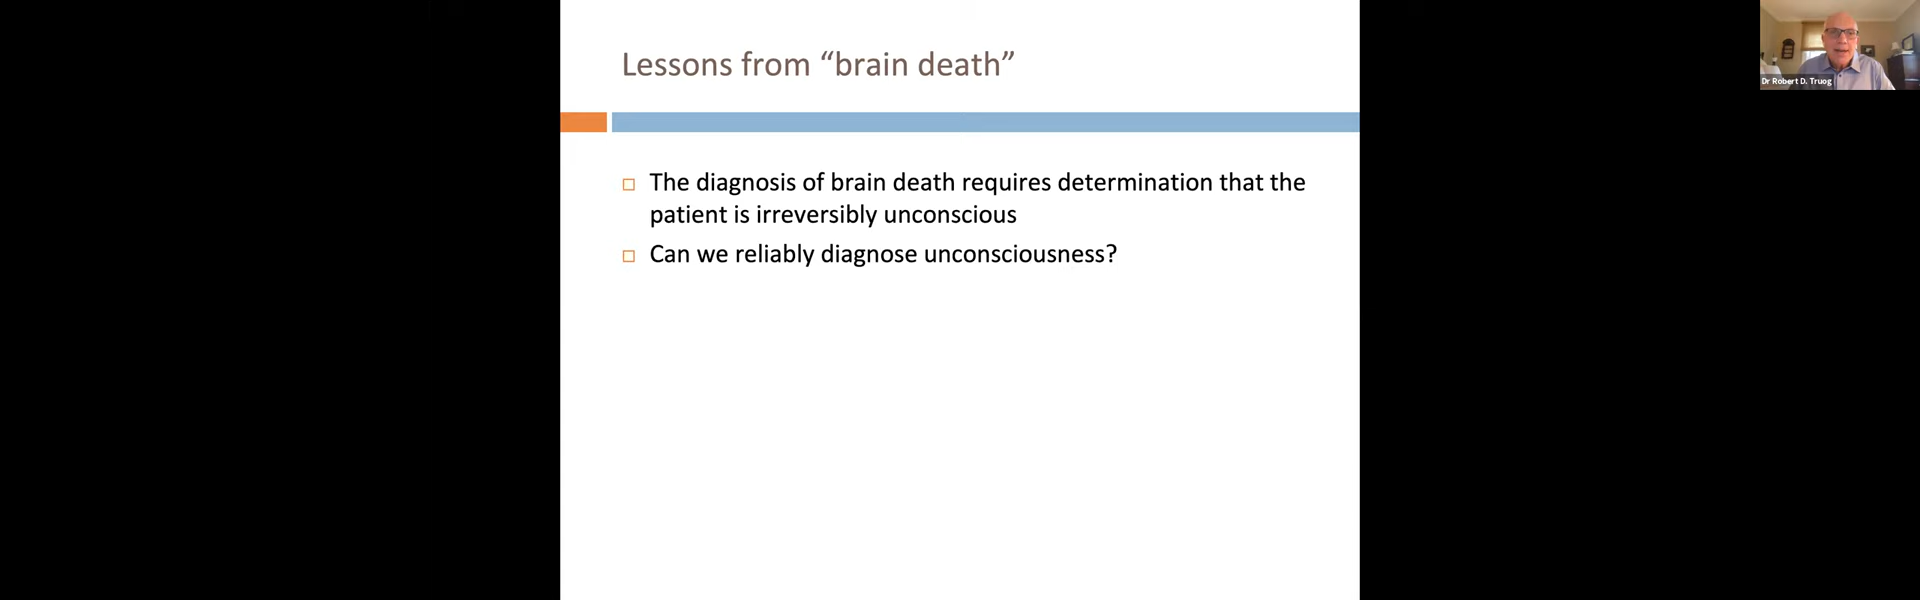 Lessons from “brain death”
The diagnosis of brain death requires determination that the
patient is irreversibly unconscious
Can we reliably diagnose unconsciousness?
Dr Robert D. Truog